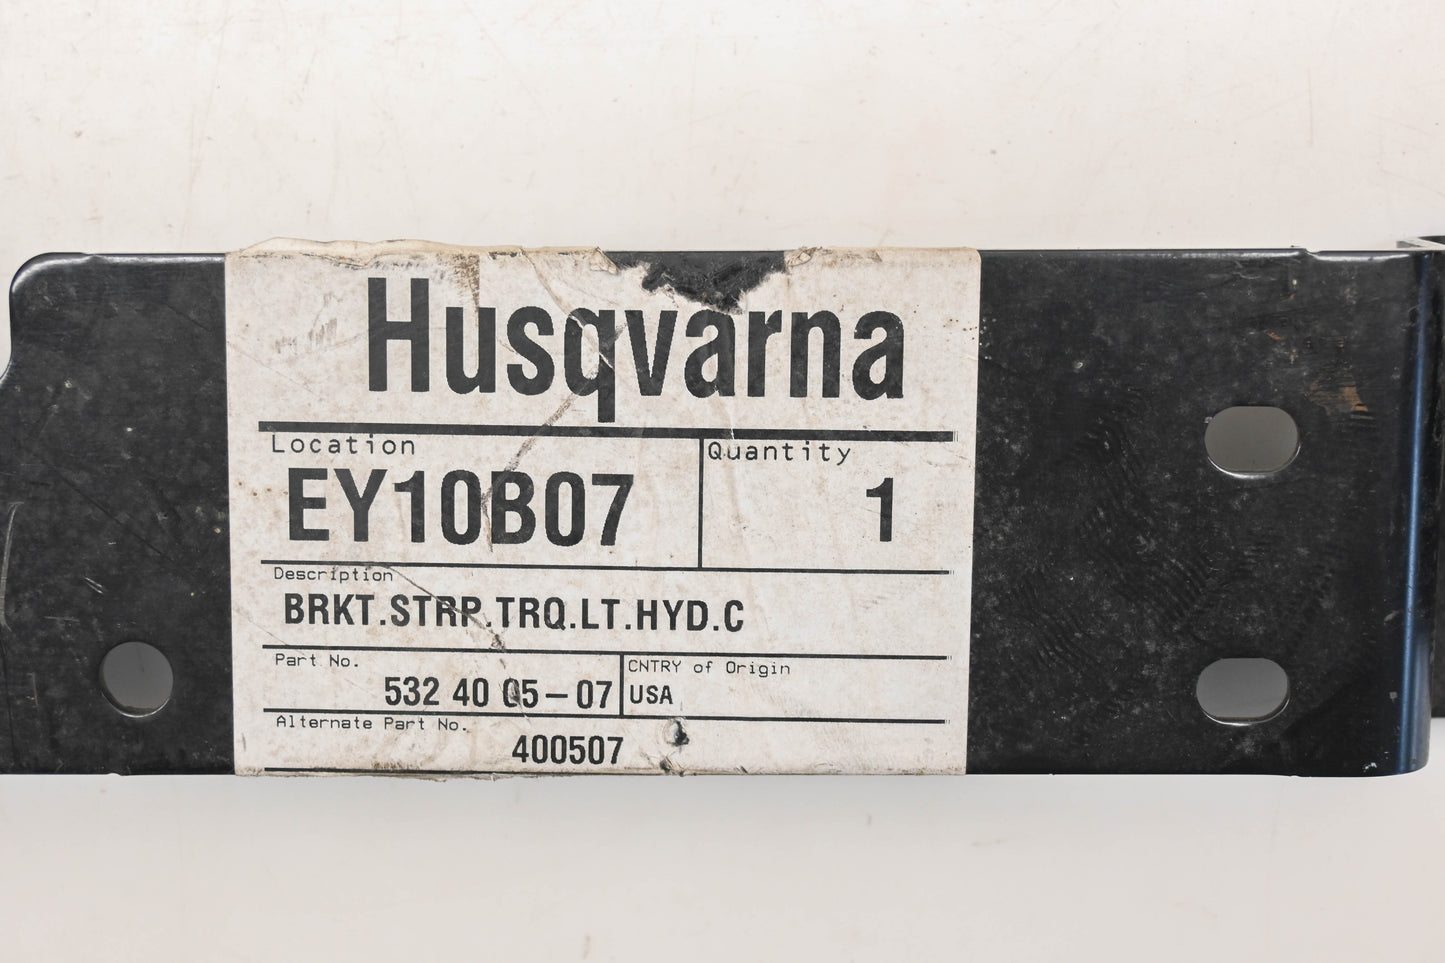 Husqvarna
Location
EY10B07
Quantity
1
Description
BRKT.STRP.TRQ.LT.HYD.C
Part No.
532 40 05-07
CNTRY of Origin
USA
Alternate Part No.
400507